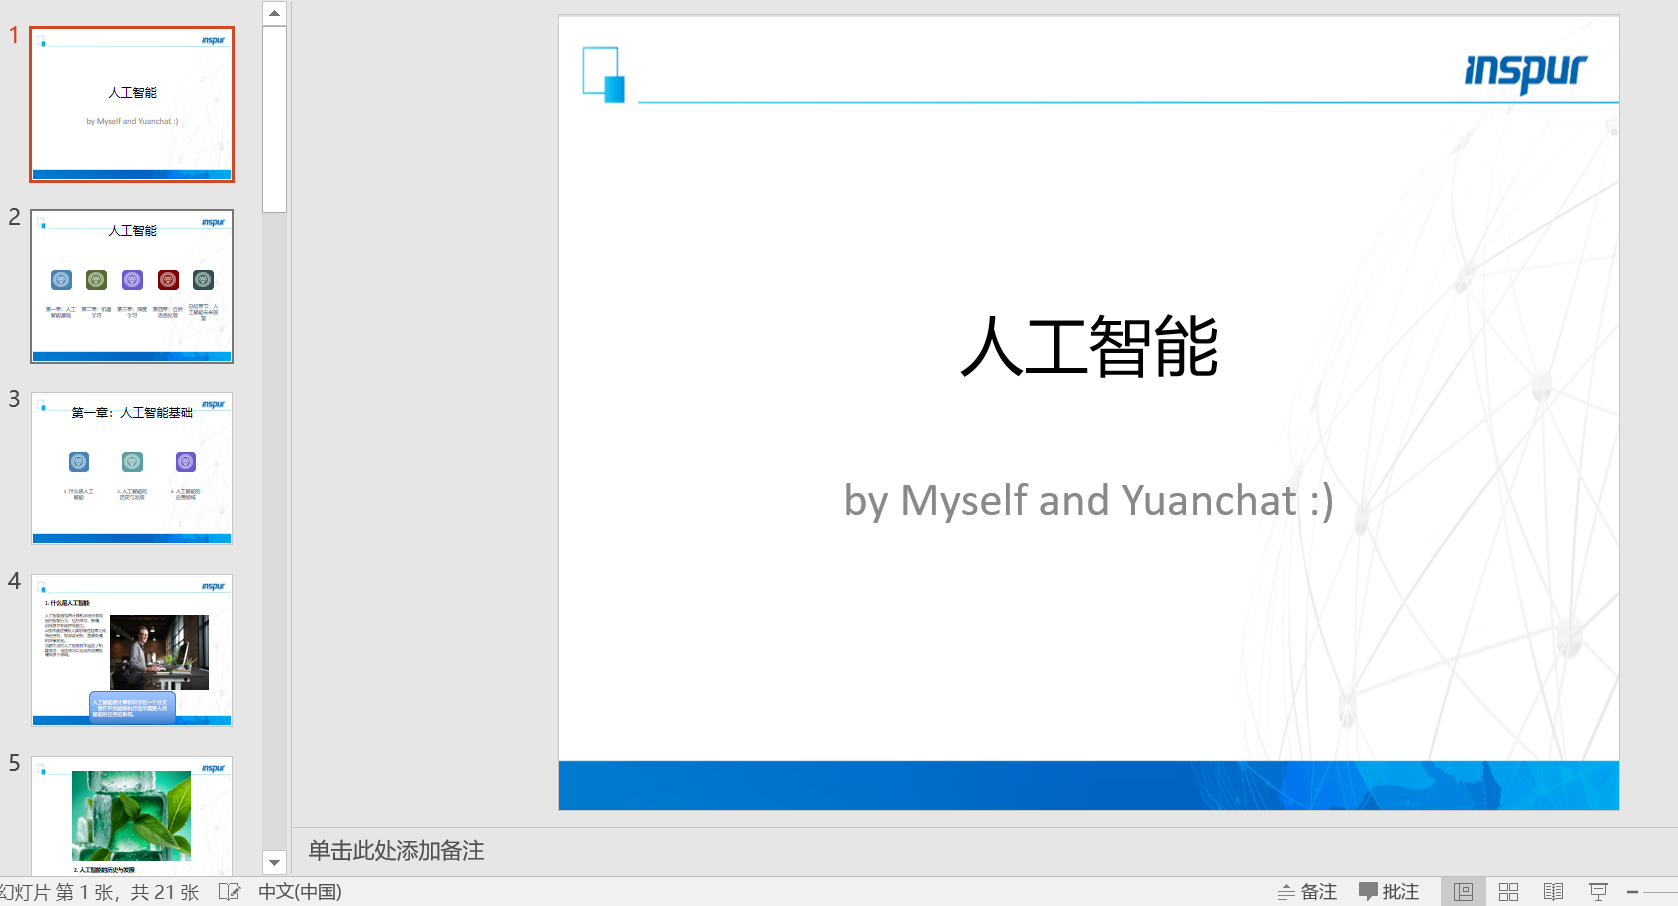 1
inspur
人工智能
by Myself and Yuanchat :)
2
inspur
人工智能
第一章：人工智能基础
第二章：机器学习
第三章：深度学习
第四章：自然语言处理
总结章节：人工智能未来展望
3
inspur
第一章：人工智能基础
1. 什么是人工智能
2. 人工智能的历史与发展
3. 人工智能的应用领域
4
inspur
1. 什么是人工智能
5
inspur
2. 人工智能的历史与发展
inspur
人工智能
by Myself and Yuanchat :)
单击此处添加备注
幻灯片 第 1 张，共 21 张
中文(中国)
备注
批注